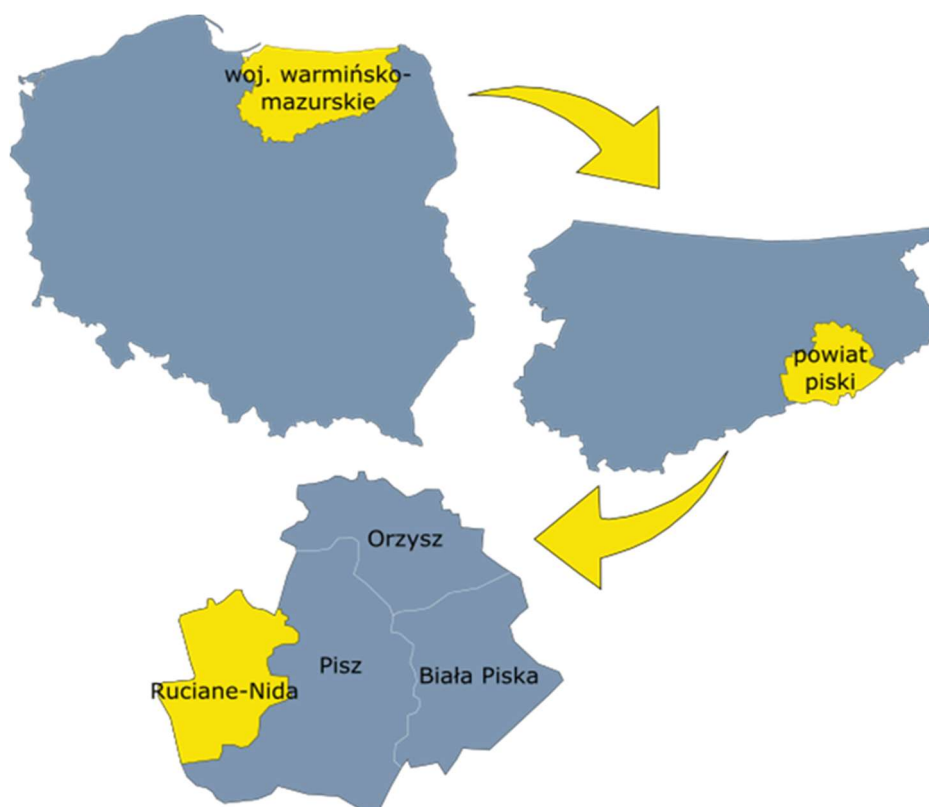 woj. warmińsko-
mazurskie
powiat
piski
Orzysz
Pisz
Biała Piska
Ruciane-Nida